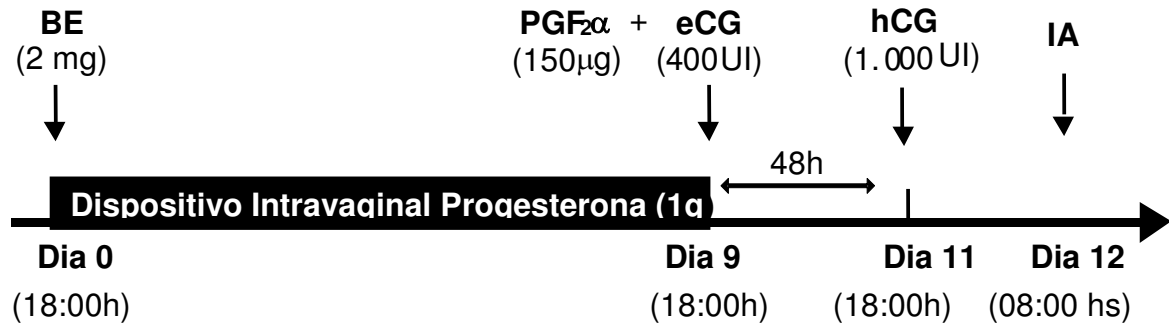 BE PGF2α + eCG hCG IA
(2 mg) (150μg) (400UI) (1.000 UI)
48h
Dispositivo Intravaginal Progesterona (1g)
Dia 0 Dia 9 Dia 11 Dia 12
(18:00h) (18:00h) (18:00h) (08:00 hs)